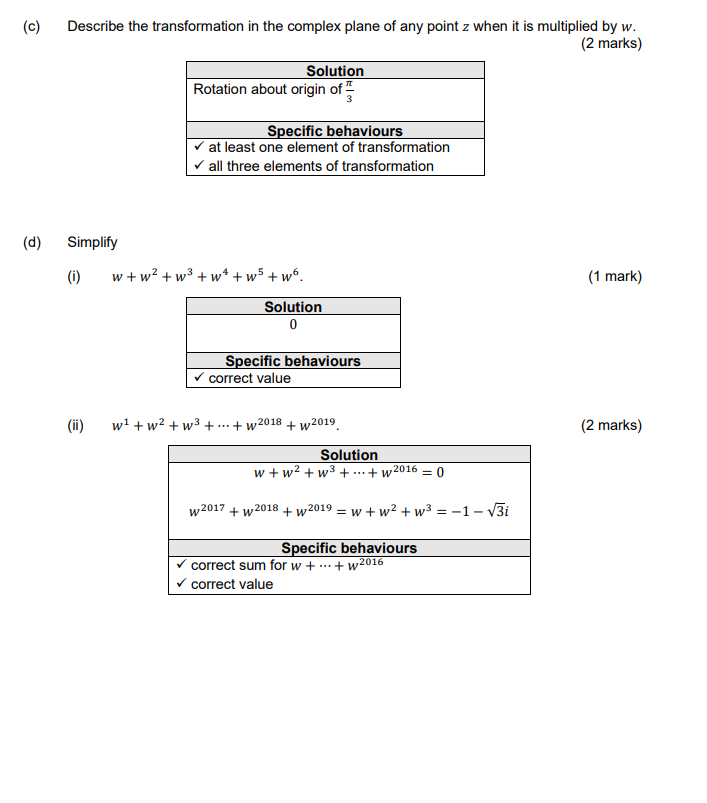 (c) Describe the transformation in the complex plane of any point z when it is multiplied by w.
(2 marks)
Solution
Rotation about origin of π/3
Specific behaviours
✓ at least one element of transformation
✓ all three elements of transformation
(d) Simplify
(i) w + w² + w³ + w⁴ + w⁵ + w⁶. (1 mark)
Solution
0
Specific behaviours
✓ correct value
(ii) w¹ + w² + w³ + ⋯ + w²⁰¹⁸ + w²⁰¹⁹. (2 marks)
Solution
w + w² + w³ + ⋯ + w²⁰¹⁶ = 0
w²⁰¹⁷ + w²⁰¹⁸ + w²⁰¹⁹ = w + w² + w³ = −1 − √3i
Specific behaviours
✓ correct sum for w + ⋯ + w²⁰¹⁶
✓ correct value